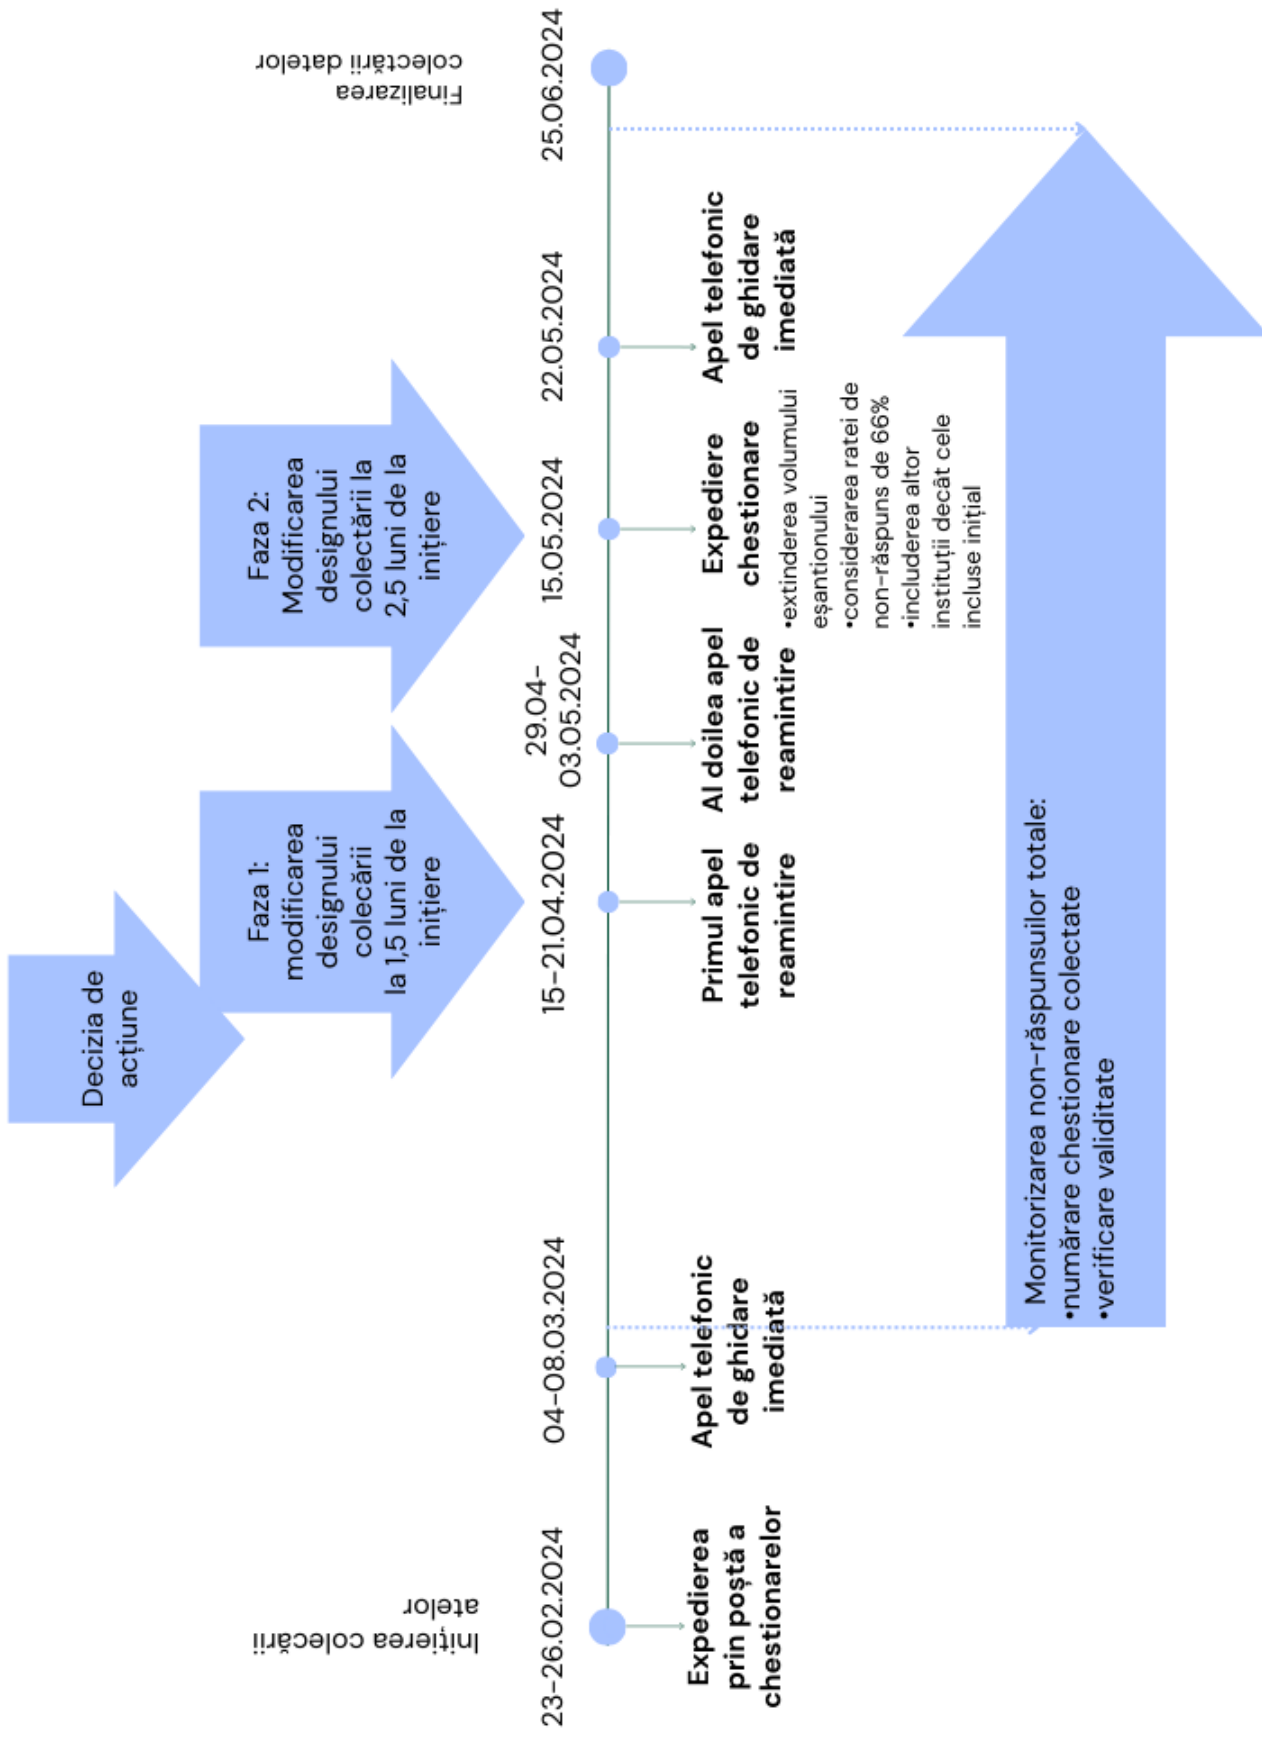 Decizia de
acțiune
Faza 1:
modificarea
designului
colecării
la 1,5 luni de la
inițiere
Faza 2:
Modificarea
designului
colectării la
2,5 luni de la
inițiere
Inițierea colecării
atelor
Finalizarea
colectării datelor
23-26.02.2024
04-08.03.2024
15-21.04.2024
29.04-
03.05.2024
15.05.2024
22.05.2024
25.06.2024
Expedierea
prin poștă a
chestionarelor
Apel telefonic
de ghidare
imediată
Primul apel
telefonic de
reamintire
Al doilea apel
telefonic de
reamintire
Expediere
chestionare
•extinderea volumului
eșantionului
•considerarea ratei de
non-răspuns de 66%
•includerea altor
instituții decât cele
incluse inițial
Apel telefonic
de ghidare
imediată
Monitorizarea non-răspunsuilor totale:
•numărare chestionare colectate
•verificare validitate